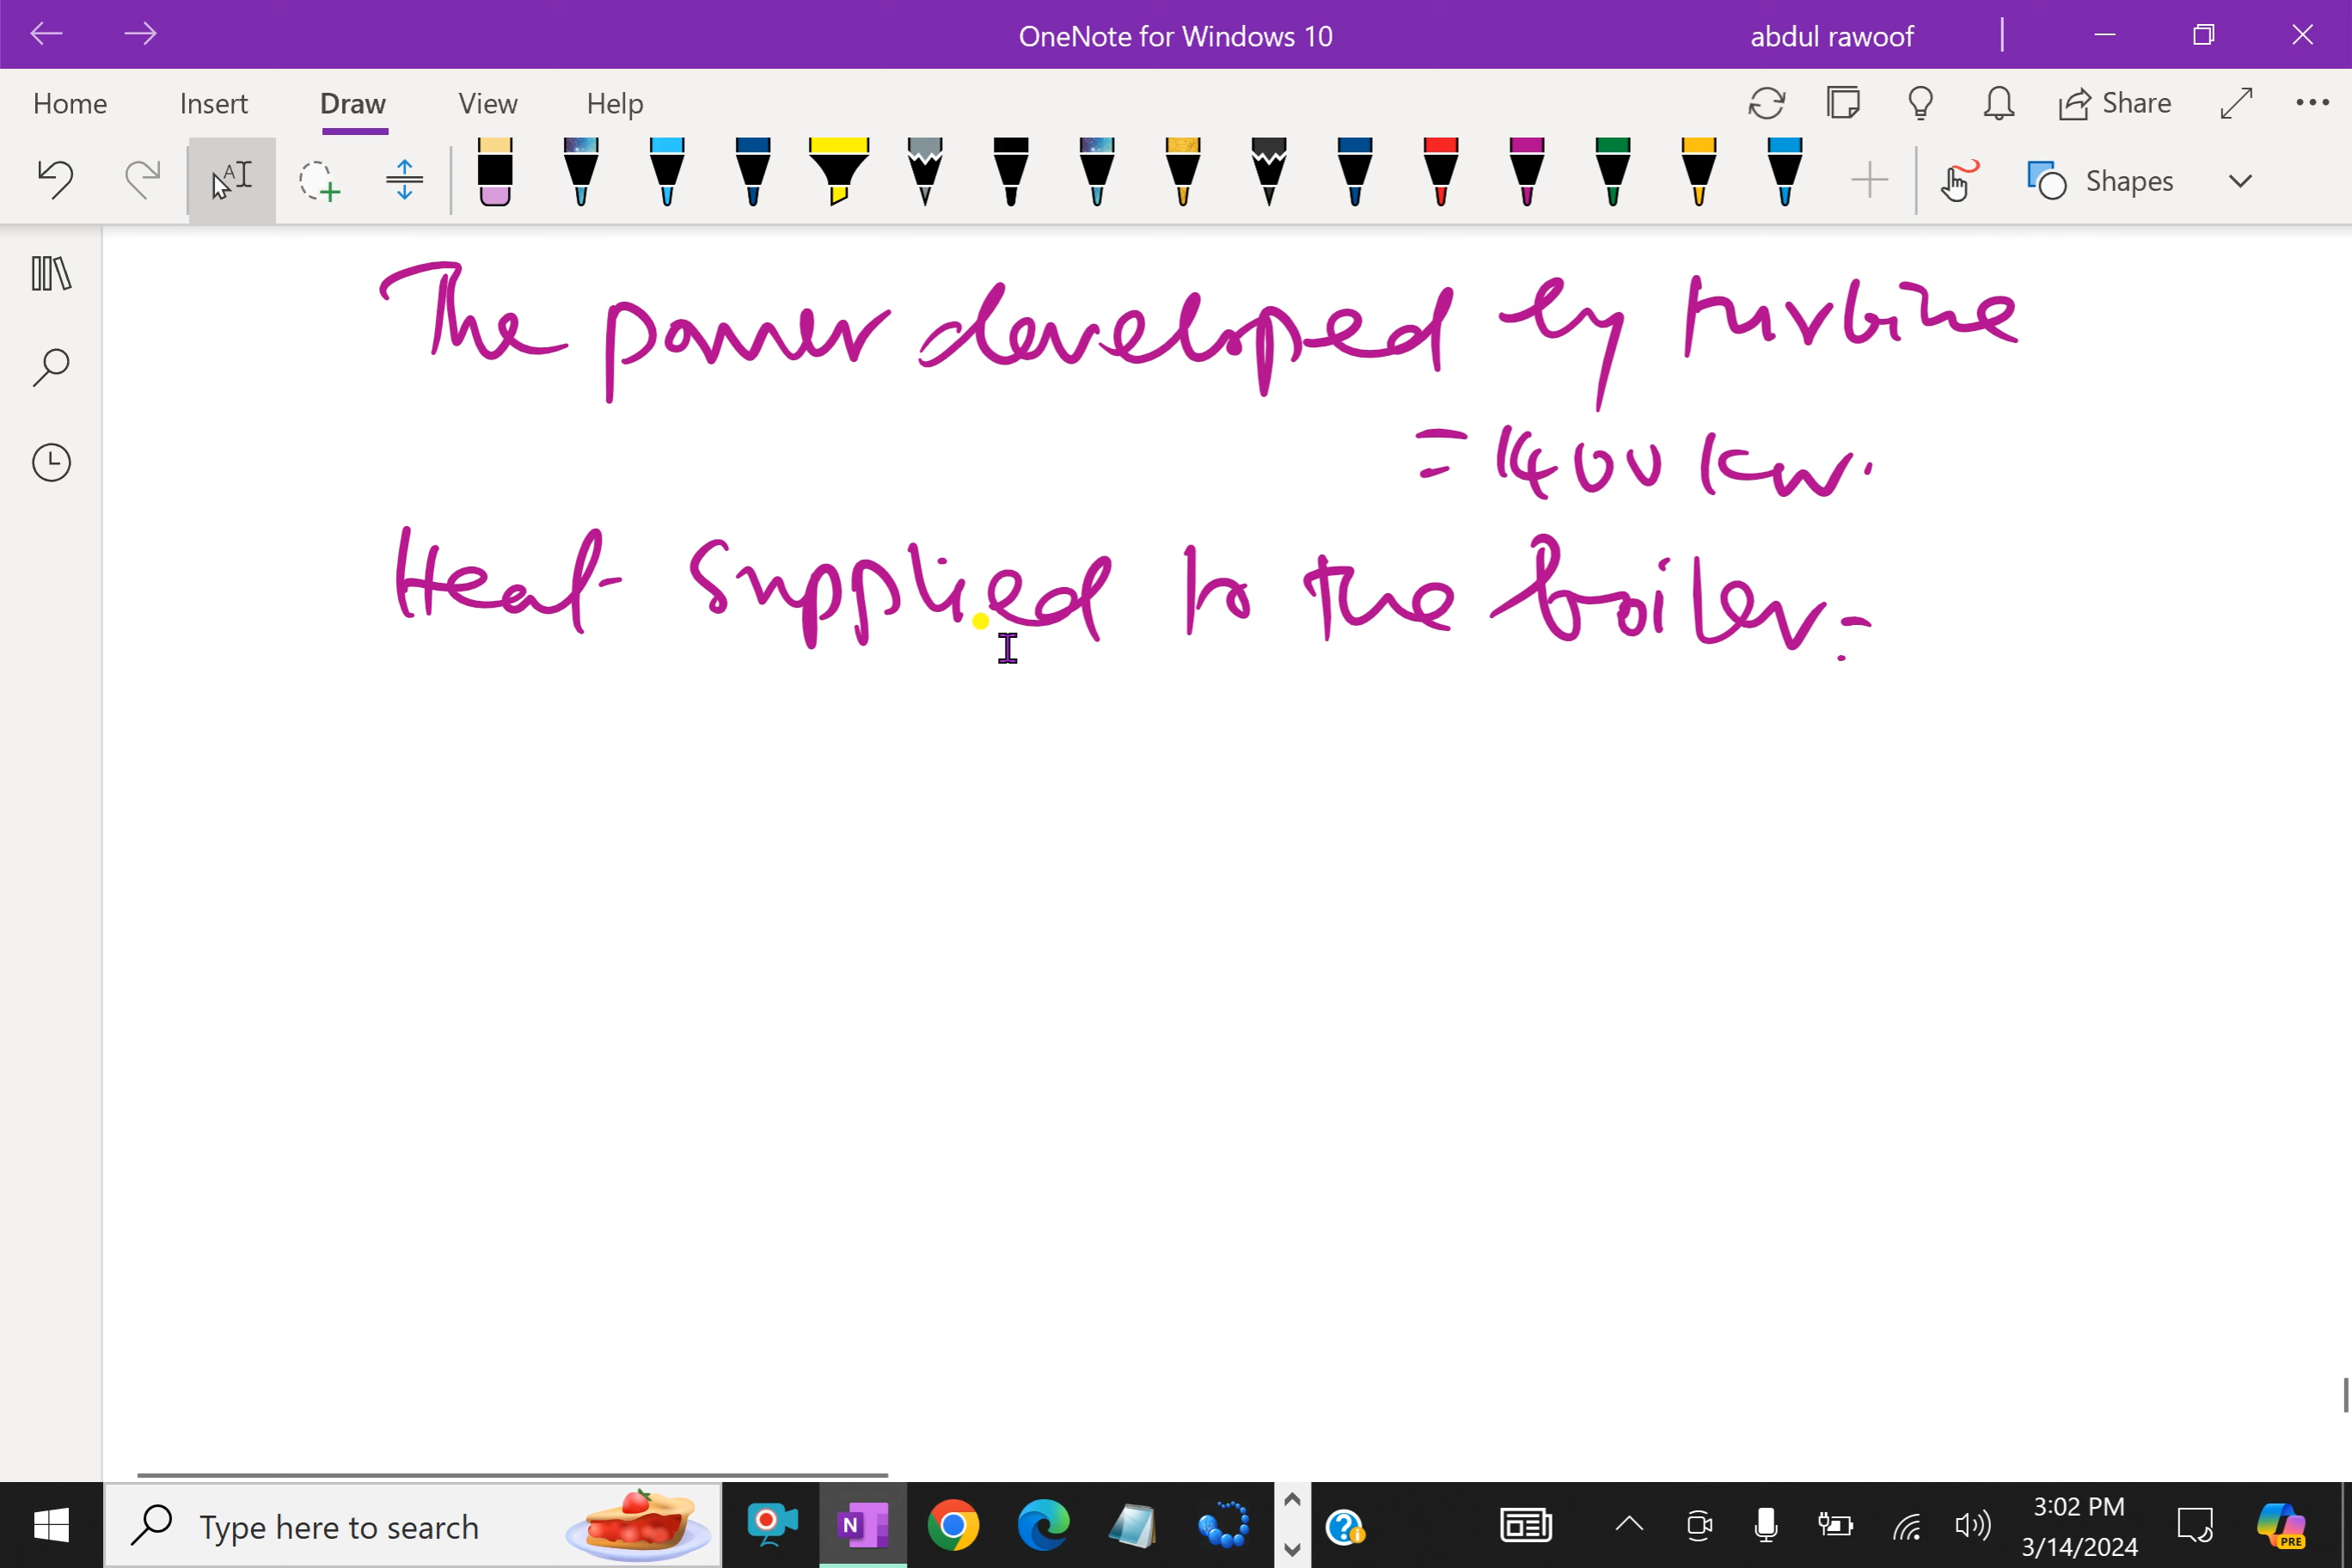 OneNote for Windows 10
abdul rawoof
Home Insert Draw View Help
Share
Shapes
The power developed by turbine
= 1400 kw.
Heat supplied to the boiler =
Type here to search
3:02 PM
3/14/2024
PRE